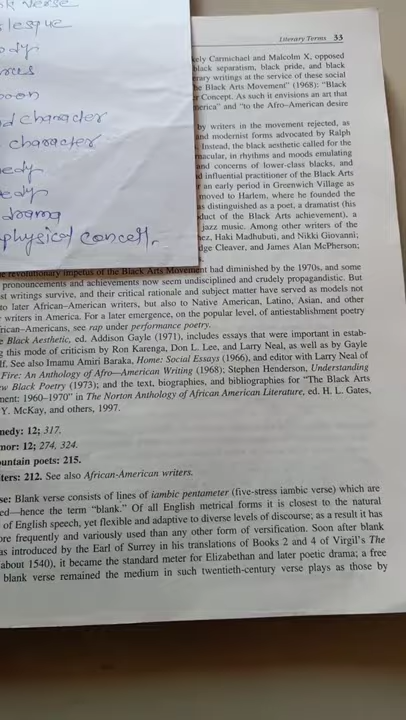 verse
lesque
ody
character
character
edy
edy
drama
physical conceit.
Literary Terms 33
kely Carmichael and Malcolm X, opposed
black separatism, black pride, and black
rary writings at the service of these social
he Black Arts Movement" (1968): "Black
r Concept. As such it envisions an art that
merica" and "to the Afro-American desire
by writers in the movement rejected, as
and modernist forms advocated by Ralph
. Instead, the black aesthetic called for the
nacular, in rhythms and moods emulating
and concerns of lower-class blacks, and
d influential practitioner of the Black Arts
r an early period in Greenwich Village as
moved to Harlem, where he founded the
as distinguished as a poet, a dramatist (his
duct of the Black Arts achievement), a
jazz music. Among other writers of the
hez, Haki Madhubuti, and Nikki Giovanni;
dge Cleaver, and James Alan McPherson;
he revolutionary impetus of the Black Arts Movement had diminished by the 1970s, and some
pronouncements and achievements now seem undisciplined and crudely propagandistic. But
st writings survive, and their critical rationale and subject matter have served as models not
to later African-American writers, but also to Native American, Latino, Asian, and other
writers in America. For a later emergence, on the popular level, of antiestablishment poetry
rican-Americans, see rap under performance poetry.
e Black Aesthetic, ed. Addison Gayle (1971), includes essays that were important in estab-
g this mode of criticism by Ron Karenga, Don L. Lee, and Larry Neal, as well as by Gayle
lf. See also Imamu Amiri Baraka, Home: Social Essays (1966), and editor with Larry Neal of
Fire: An Anthology of Afro—American Writing (1968); Stephen Henderson, Understanding
ew Black Poetry (1973); and the text, biographies, and bibliographies for "The Black Arts
ment: 1960–1970" in The Norton Anthology of African American Literature, ed. H. L. Gates,
Y. McKay, and others, 1997.
medy: 12; 317.
mor: 12; 274, 324.
ountain poets: 215.
iters: 212. See also African-American writers.
se: Blank verse consists of lines of iambic pentameter (five-stress iambic verse) which are
ed—hence the term "blank." Of all English metrical forms it is closest to the natural
of English speech, yet flexible and adaptive to diverse levels of discourse; as a result it has
ore frequently and variously used than any other form of versification. Soon after blank
as introduced by the Earl of Surrey in his translations of Books 2 and 4 of Virgil's The
about 1540), it became the standard meter for Elizabethan and later poetic drama; a free
blank verse remained the medium in such twentieth-century verse plays as those by